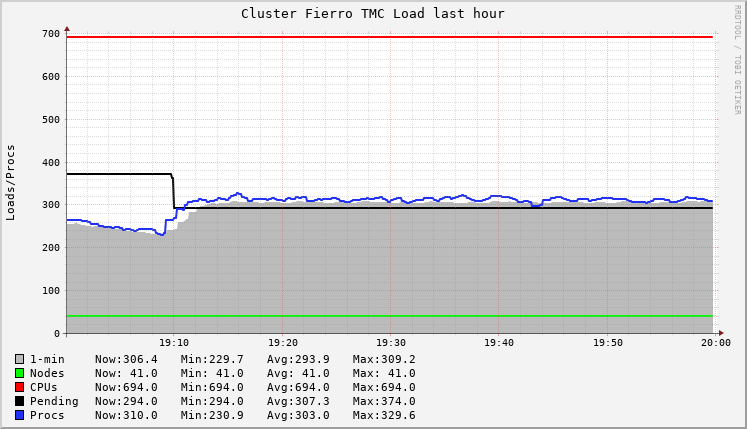 Cluster Fierro TMC Load last hour
RRDTOOL / TOBI OETIKER
Loads/Procs
700
600
500
400
300
200
100
0
19:10 19:20 19:30 19:40 19:50 20:00
1-min Now:306.4 Min:229.7 Avg:293.9 Max:309.2
Nodes Now: 41.0 Min: 41.0 Avg: 41.0 Max: 41.0
CPUs Now:694.0 Min:694.0 Avg:694.0 Max:694.0
Pending Now:294.0 Min:294.0 Avg:307.3 Max:374.0
Procs Now:310.0 Min:230.9 Avg:303.0 Max:329.6